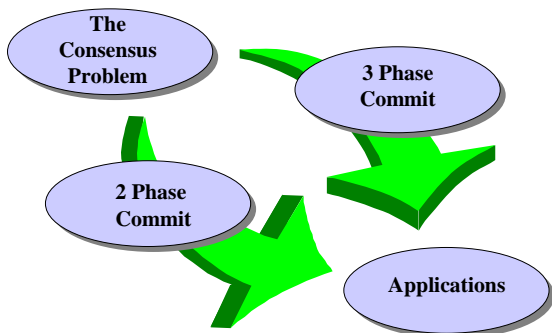 The
Consensus
Problem
3 Phase
Commit
2 Phase
Commit
Applications